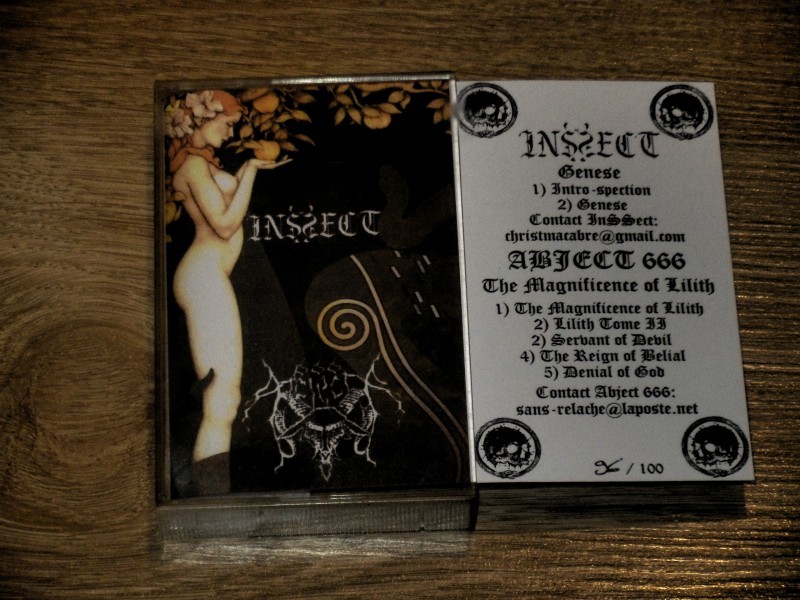 INSSECT
INSSECT
Genese
1) Intro-spection
2) Genese
Contact InSSect:
christmacabre@gmail.com
ABJECT 666
The Magnificence of Lilith
1) The Magnificence of Lilith
2) Lilith Tome II
2) Servant of Devil
4) The Reign of Belial
5) Denial of God
Contact Abject 666:
sans-relache@laposte.net
/ 100